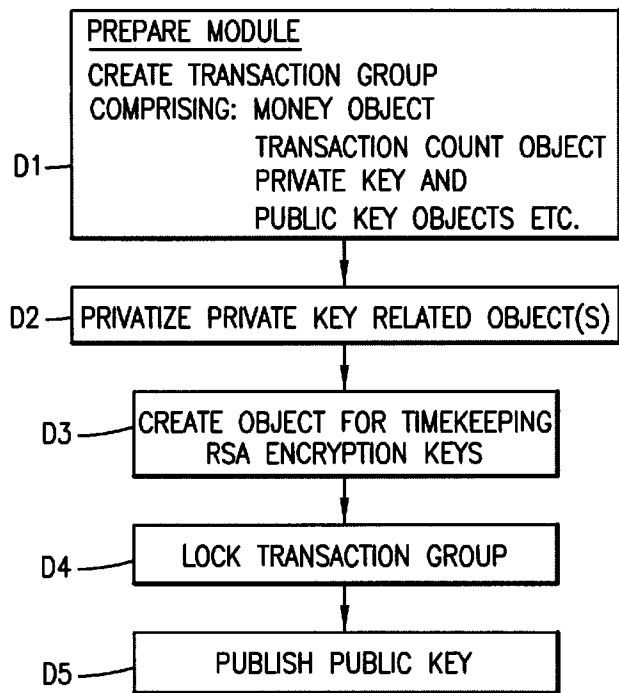 PREPARE MODULE
CREATE TRANSACTION GROUP
COMPRISING: MONEY OBJECT
TRANSACTION COUNT OBJECT
D1
PRIVATE KEY AND
PUBLIC KEY OBJECTS ETC.
D2 PRIVATIZE PRIVATE KEY RELATED OBJECT(S)
D3 CREATE OBJECT FOR TIMEKEEPING
RSA ENCRYPTION KEYS
D4 LOCK TRANSACTION GROUP
D5 PUBLISH PUBLIC KEY